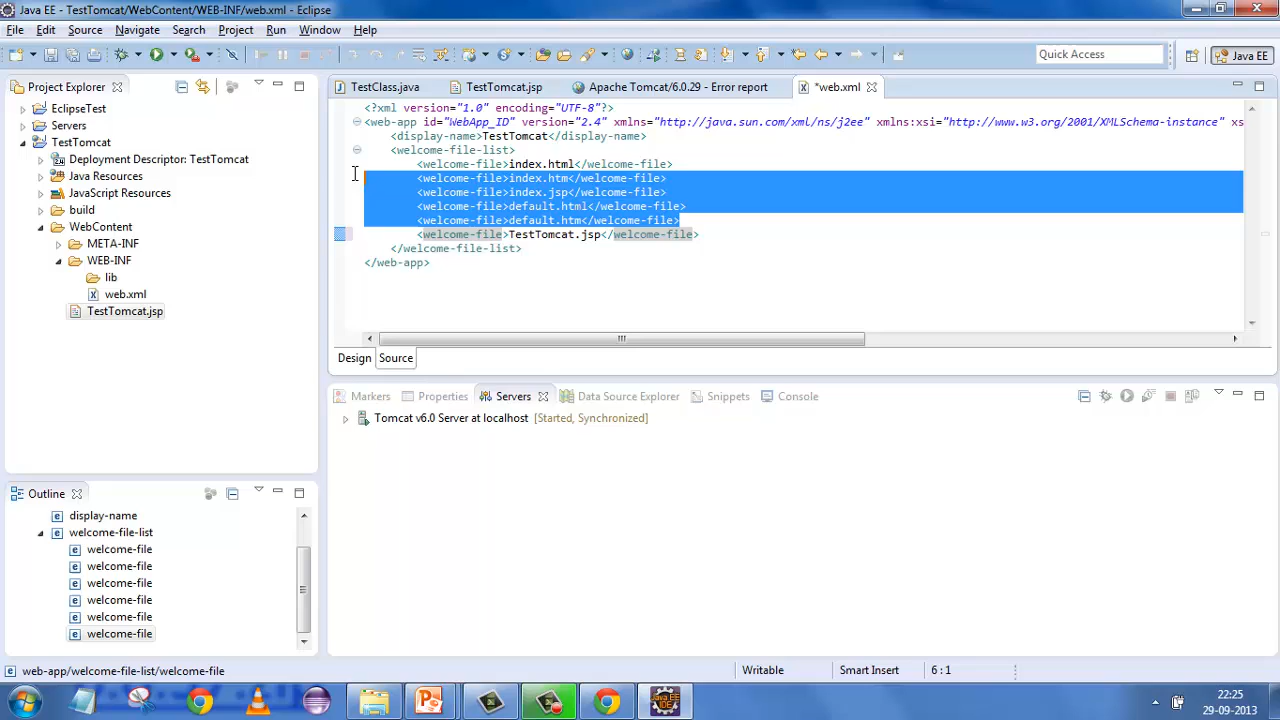 Java EE - TestTomcat/WebContent/WEB-INF/web.xml - Eclipse
File Edit Source Navigate Search Project Run Window Help
Quick Access
Java EE
Project Explorer
EclipseTest
Servers
TestTomcat
Deployment Descriptor: TestTomcat
Java Resources
JavaScript Resources
build
WebContent
META-INF
WEB-INF
lib
web.xml
TestTomcat.jsp
TestClass.java TestTomcat.jsp Apache Tomcat/6.0.29 - Error report *web.xml
<?xml version="1.0" encoding="UTF-8"?>
<web-app id="WebApp_ID" version="2.4" xmlns="http://java.sun.com/xml/ns/j2ee" xmlns:xsi="http://www.w3.org/2001/XMLSchema-instance" xs
<display-name>TestTomcat</display-name>
<welcome-file-list>
<welcome-file>index.html</welcome-file>
<welcome-file>index.htm</welcome-file>
<welcome-file>index.jsp</welcome-file>
<welcome-file>default.html</welcome-file>
<welcome-file>default.htm</welcome-file>
<welcome-file>TestTomcat.jsp</welcome-file>
</welcome-file-list>
</web-app>
Design Source
Markers Properties Servers Data Source Explorer Snippets Console
Tomcat v6.0 Server at localhost [Started, Synchronized]
Outline
display-name
welcome-file-list
welcome-file
welcome-file
welcome-file
welcome-file
welcome-file
welcome-file
web-app/welcome-file-list/welcome-file
Writable
Smart Insert
6 : 1
Java EE
IDE
22:25
29-09-2013